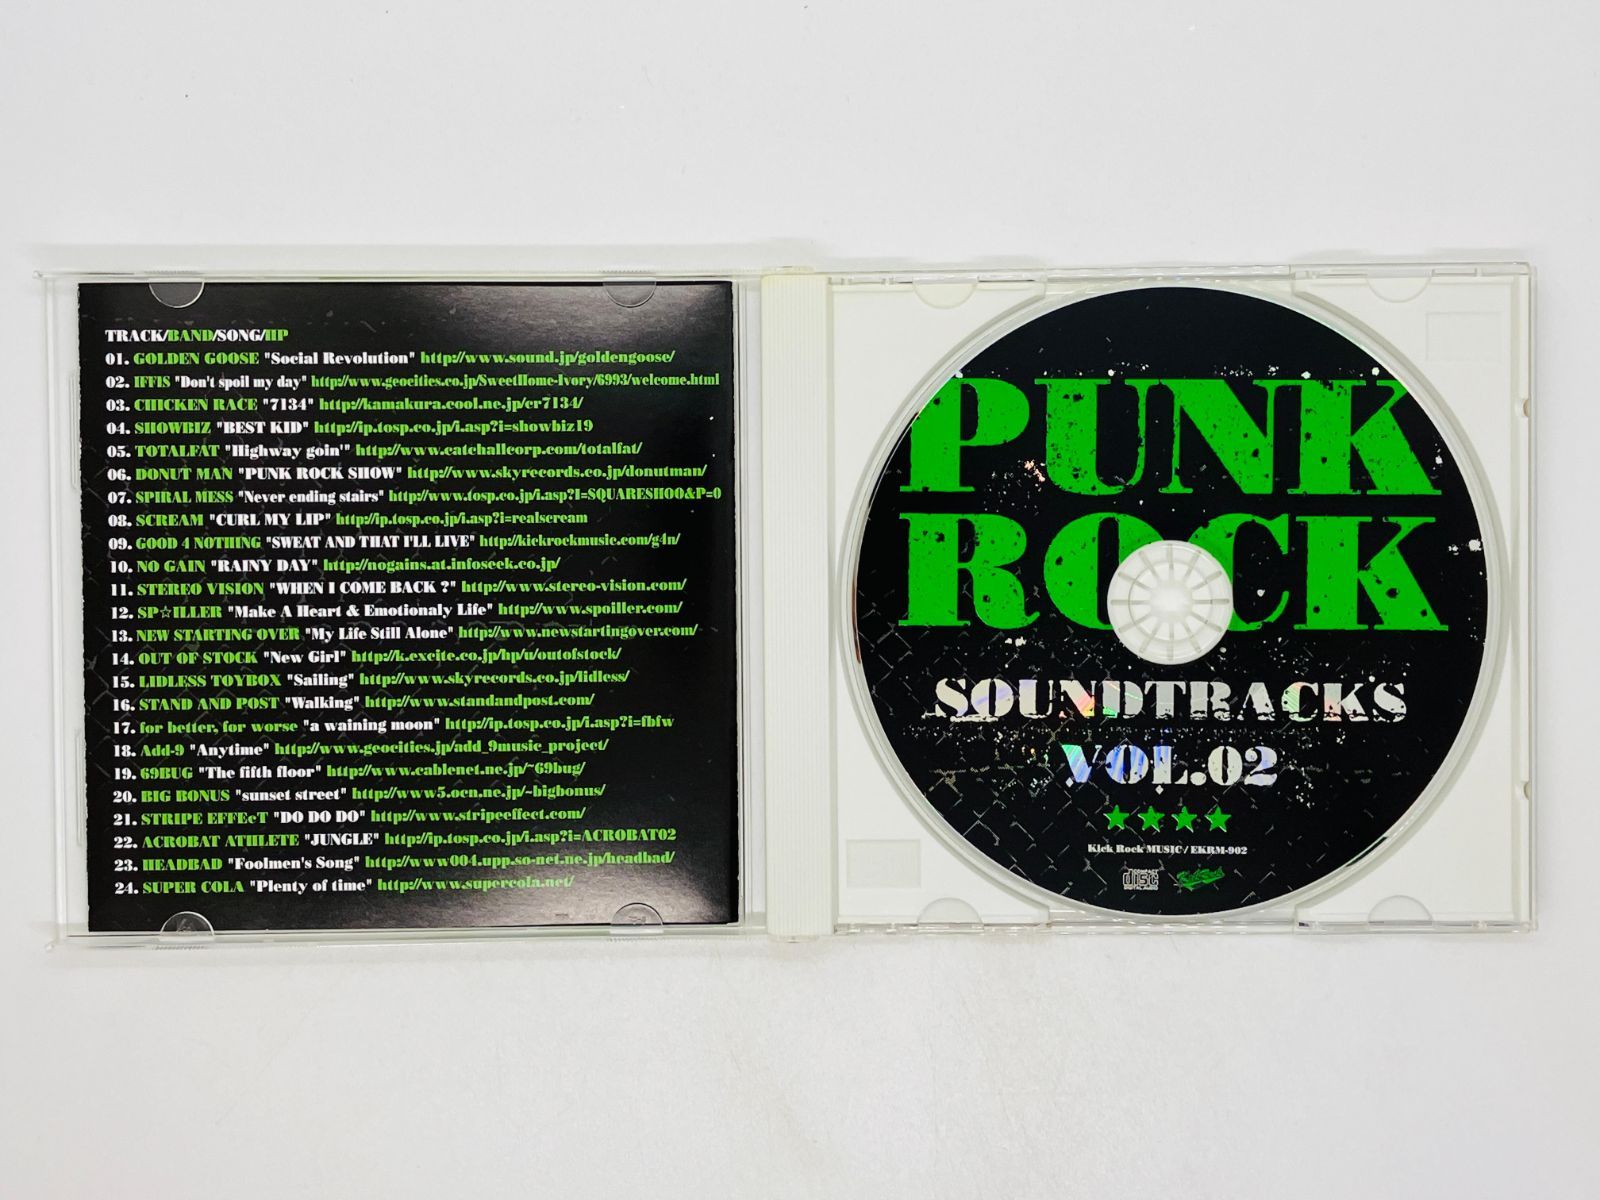 TRACK/BAND/SONG/HP
01. GOLDEN GOOSE "Social Revolution" http://www.sound.jp/goldengoose/
02. IFFIS "Don't spoil my day" http://www.geocities.co.jp/SweetHome-Ivory/6993/welcome.html
03. CHICKEN RACE "7134" http://kamakura.cool.ne.jp/cr7134/
04. SHOWBIZ "BEST KID" http://ip.tosp.co.jp/i.asp?i=showbiz19
05. TOTALFAT "Highway goin'" http://www.catchallcorp.com/totalfat/
06. DONUT MAN "PUNK ROCK SHOW" http://www.skyrecords.co.jp/donutman/
07. SPIRAL MESS "Never ending stairs" http://www.tosp.co.jp/i.asp?I=SQUARESH00&P=0
08. SCREAM "CURL MY LIP" http://ip.tosp.co.jp/i.asp?i=realscream
09. GOOD 4 NOTHING "SWEAT AND THAT I'LL LIVE" http://kickrockmusic.com/g4n/
10. NO GAIN "RAINY DAY" http://nogains.at.infoseek.co.jp/
11. STEREO VISION "WHEN I COME BACK ?" http://www.stereo-vision.com/
12. SP☆ILLER "Make A Heart & Emotionaly Life" http://www.spoiller.com/
13. NEW STARTING OVER "My Life Still Alone" http://www.newstartingover.com/
14. OUT OF STOCK "New Girl" http://k.excite.co.jp/hp/u/outofstock/
15. LIDLESS TOYBOX "Sailing" http://www.skyrecords.co.jp/lidless/
16. STAND AND POST "Walking" http://www.standandpost.com/
17. for better, for worse "a waining moon" http://ip.tosp.co.jp/i.asp?i=fbfw
18. Add-9 "Anytime" http://www.geocities.jp/add_9music_project/
19. 69BUG "The fifth floor" http://www.cablenet.ne.jp/~69bug/
20. BIG BONUS "sunset street" http://www5.ocn.ne.jp/~bigbonus/
21. STRIPE EFFEcT "DO DO DO" http://www.stripeeffect.com/
22. ACROBAT ATHLETE "JUNGLE" http://ip.tosp.co.jp/i.asp?i=ACROBAT02
23. HEADBAD "Foolmen's Song" http://www004.upp.so-net.ne.jp/headbad/
24. SUPER COLA "Plenty of time" http://www.supercola.net/
PUNK
ROCK
SOUNDTRACKS
VOL.02
★★★★
Kick Rock MUSIC / EKRM-902
COMPACT
disc
DIGITAL AUDIO